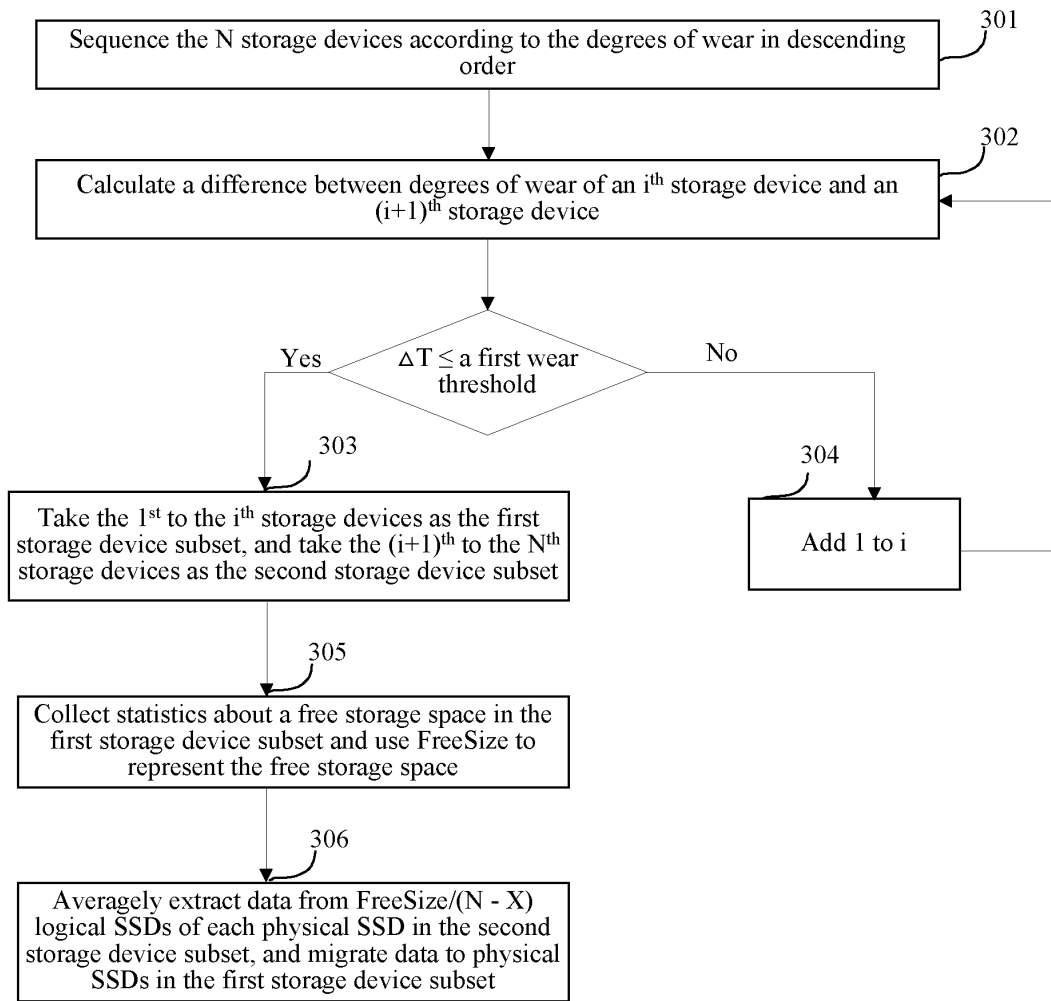 301
Sequence the N storage devices according to the degrees of wear in descending
order
302
Calculate a difference between degrees of wear of an iᵗʰ storage device and an
(i+1)ᵗʰ storage device
Yes
△T ≤ a first wear
threshold
No
303
Take the 1ˢᵗ to the iᵗʰ storage devices as the first
storage device subset, and take the (i+1)ᵗʰ to the Nᵗʰ
storage devices as the second storage device subset
304
Add 1 to i
305
Collect statistics about a free storage space in the
first storage device subset and use FreeSize to
represent the free storage space
306
Averagely extract data from FreeSize/(N - X)
logical SSDs of each physical SSD in the second
storage device subset, and migrate data to physical
SSDs in the first storage device subset